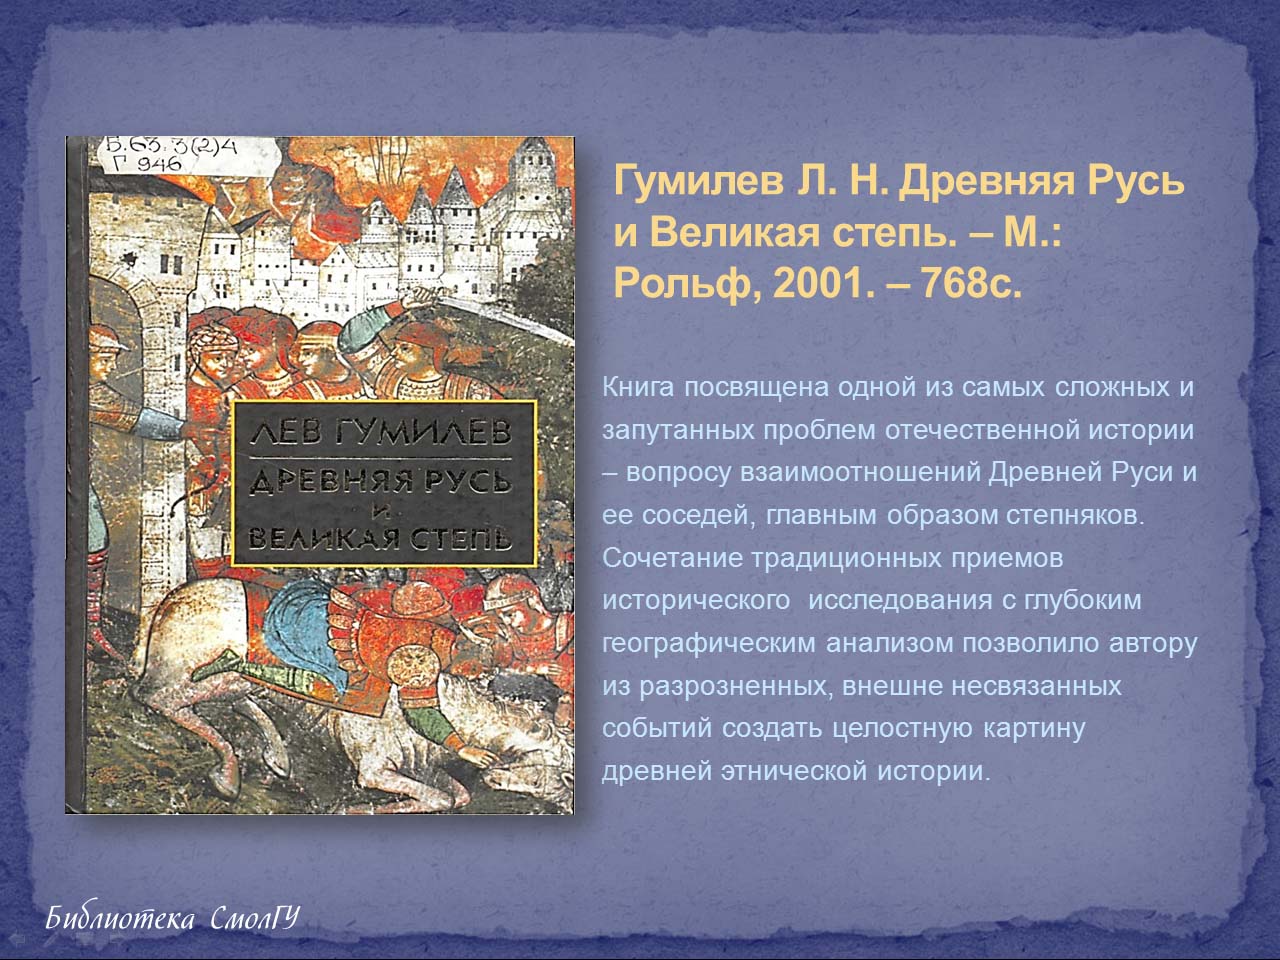 Б.63.3(2)4
Г 946
ЛЕВ ГУМИЛЕВ
ДРЕВНЯЯ РУСЬ
И
ВЕЛИКАЯ СТЕПЬ
Гумилев Л. Н. Древняя Русь
и Великая степь. – М.:
Рольф, 2001. – 768с.
Книга посвящена одной из самых сложных и
запутанных проблем отечественной истории
– вопросу взаимоотношений Древней Руси и
ее соседей, главным образом степняков.
Сочетание традиционных приемов
исторического  исследования с глубоким
географическим анализом позволило автору
из разрозненных, внешне несвязанных
событий создать целостную картину
древней этнической истории.
Библиотека СмолГУ